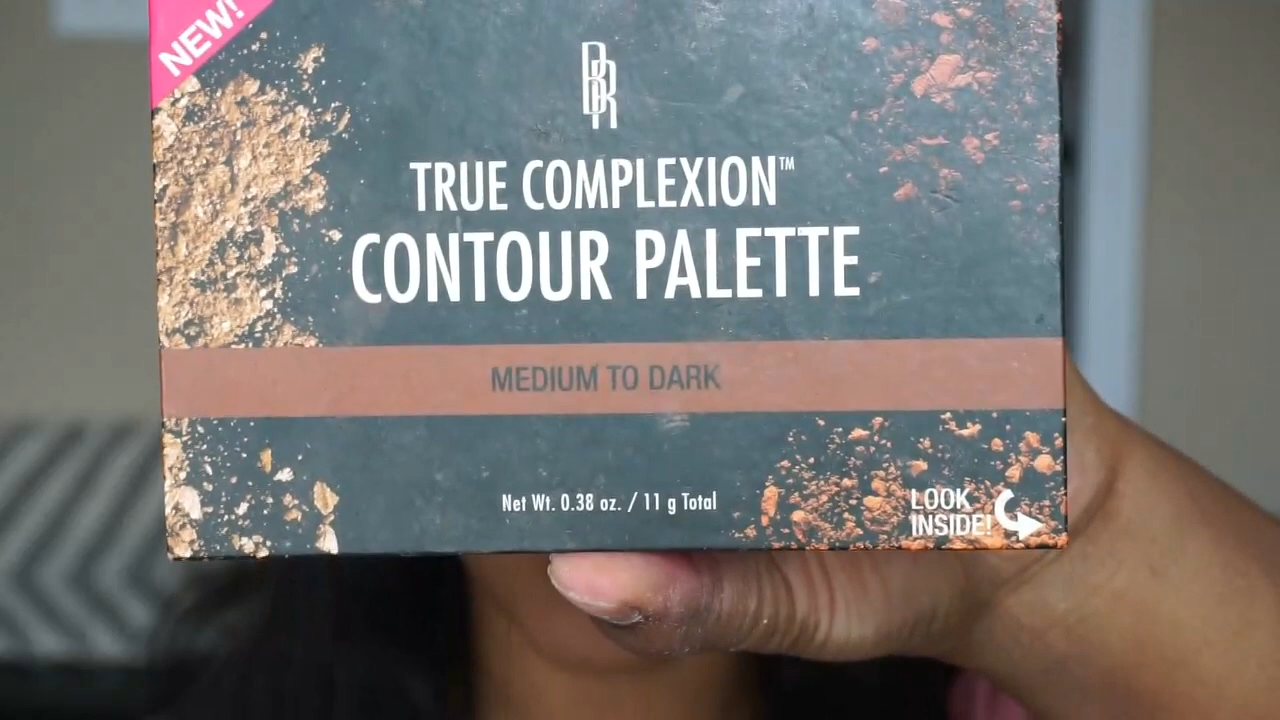 NEW!
BR
TRUE COMPLEXION™
CONTOUR PALETTE
MEDIUM TO DARK
Net Wt. 0.38 oz. / 11 g Total
LOOK
INSIDE!